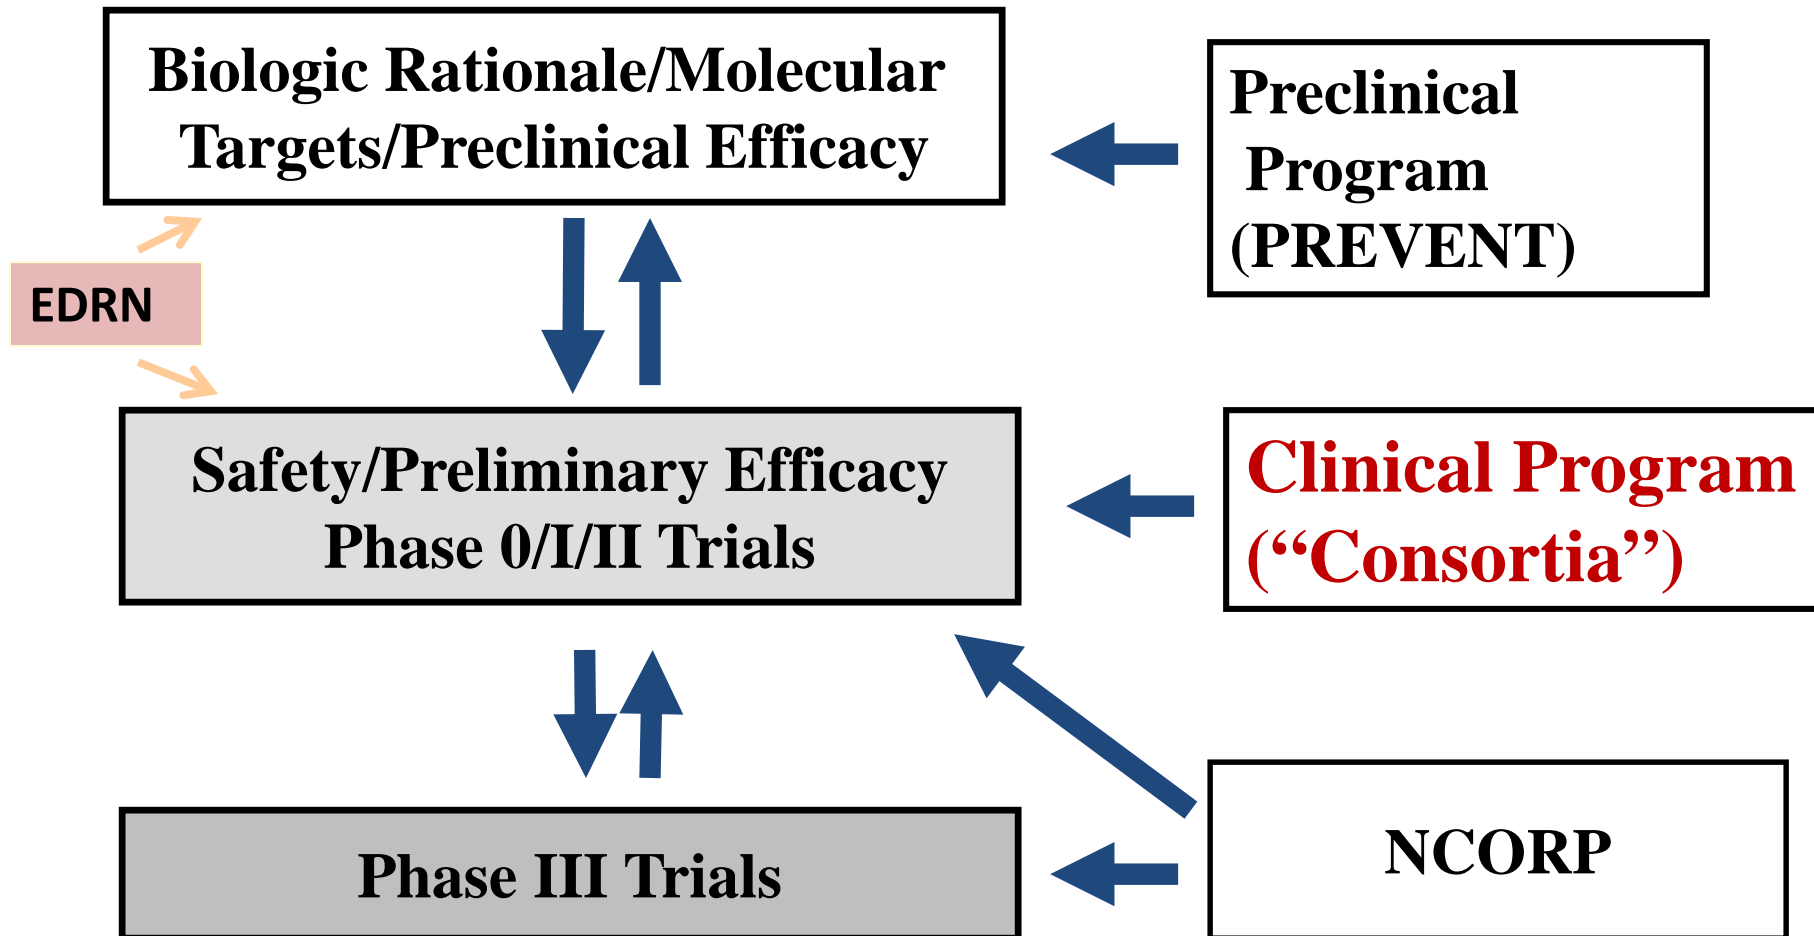 Biologic Rationale/Molecular
Targets/Preclinical Efficacy
Preclinical
Program
(PREVENT)
EDRN
Safety/Preliminary Efficacy
Phase 0/I/II Trials
Clinical Program
(“Consortia”)
Phase III Trials
NCORP